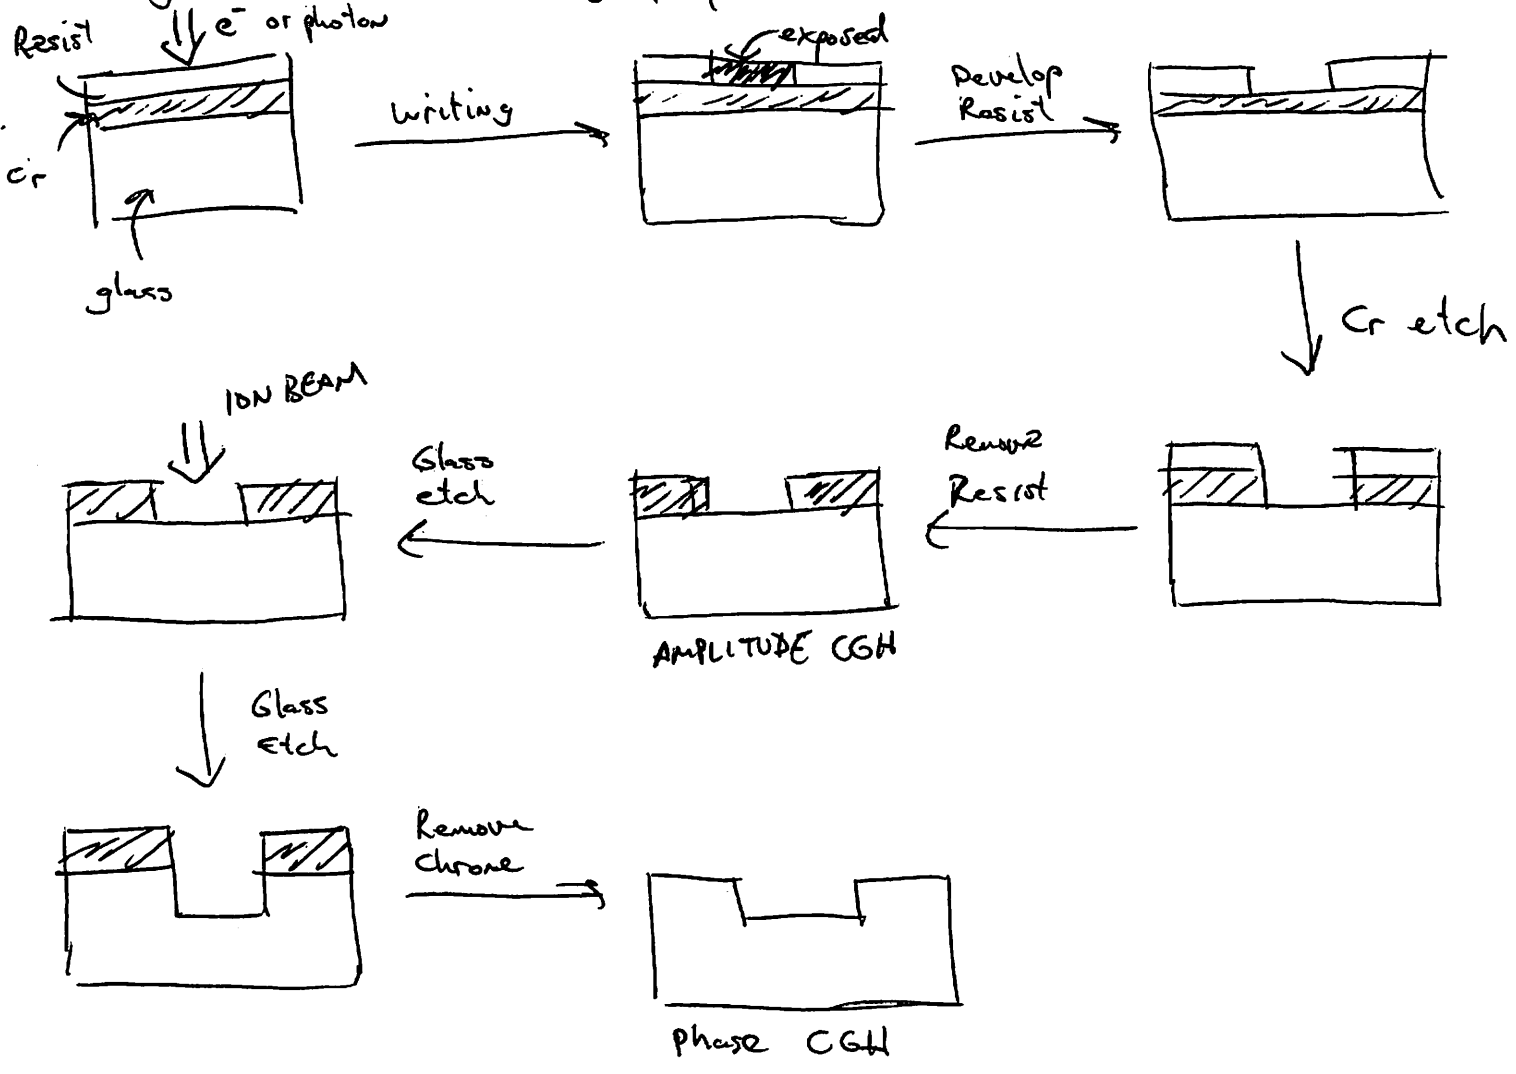 Resist
e⁻ or photon
Cr
glass
Writing
exposed
Develop
Resist
Cr etch
Remove
Resist
AMPLITUDE CGH
Glass
etch
ION BEAM
Glass
Etch
Remove
Chrome
Phase CGH